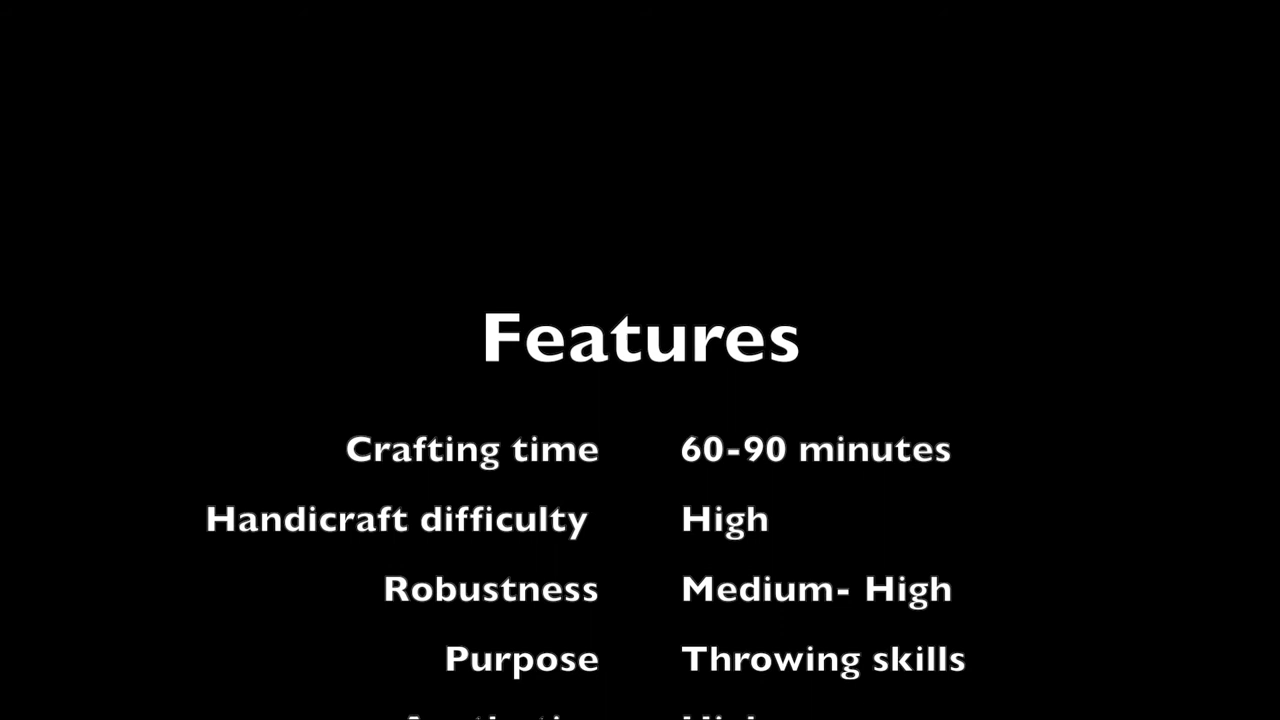 Features
Crafting time 60-90 minutes
Handicraft difficulty High
Robustness Medium- High
Purpose Throwing skills